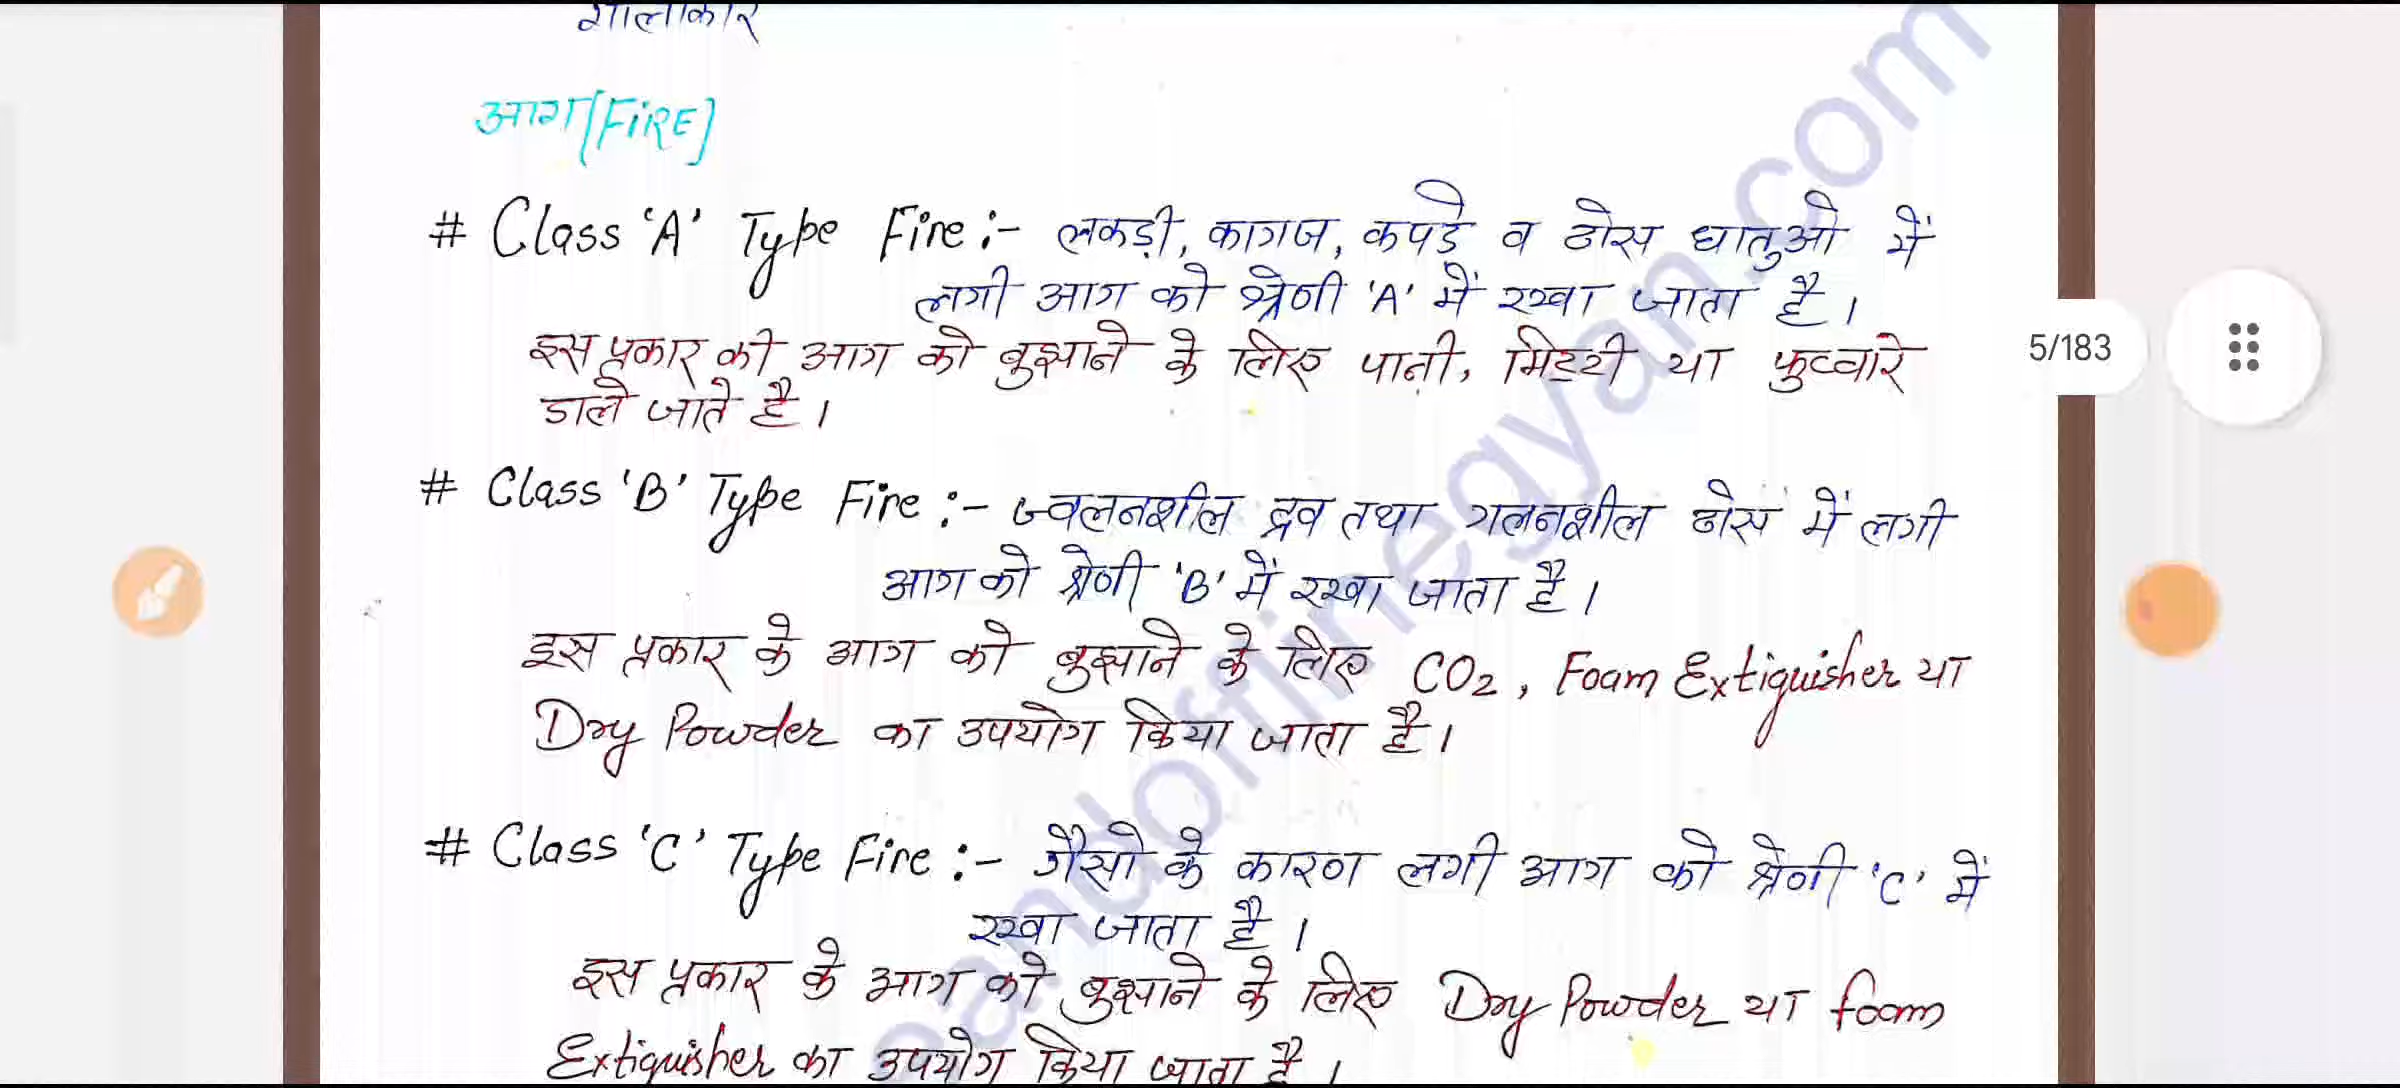 गोलाकार
आग [FiRE]
# Class 'A' Type Fire :- लकड़ी, कागज, कपडे व ठोस धातुओ में
लगी आग को श्रेणी 'A' में रखा जाता है।
इस प्रकार की आग को बुझाने के लिए पानी, मिट्टी या फुव्वारे
डाले जाते है।
5/183
# Class 'B' Type Fire :- ज्वलनशील द्रव तथा गलनशील ठोस में लगी
आग को श्रेणी 'B' में रखा जाता है।
इस प्रकार के आग को बुझाने के लिए CO2, Foam Extiguisher या
Dry Powder का उपयोग किया जाता है।
# Class 'C' Type Fire :- गैसो के कारण लगी आग को श्रेणी 'C' में
रखा जाता है।
इस प्रकार के आग को बुझाने के लिए Dry Powder या foam
Extiguisher का उपयोग किया जाता है।
eandofflinegyan.com